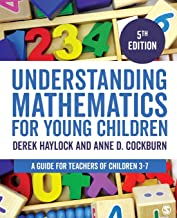 5TH
EDITION
UNDERSTANDING
MATHEMATICS
FOR YOUNG CHILDREN
DEREK HAYLOCK AND ANNE D. COCKBURN
A GUIDE FOR TEACHERS OF CHILDREN 3-7